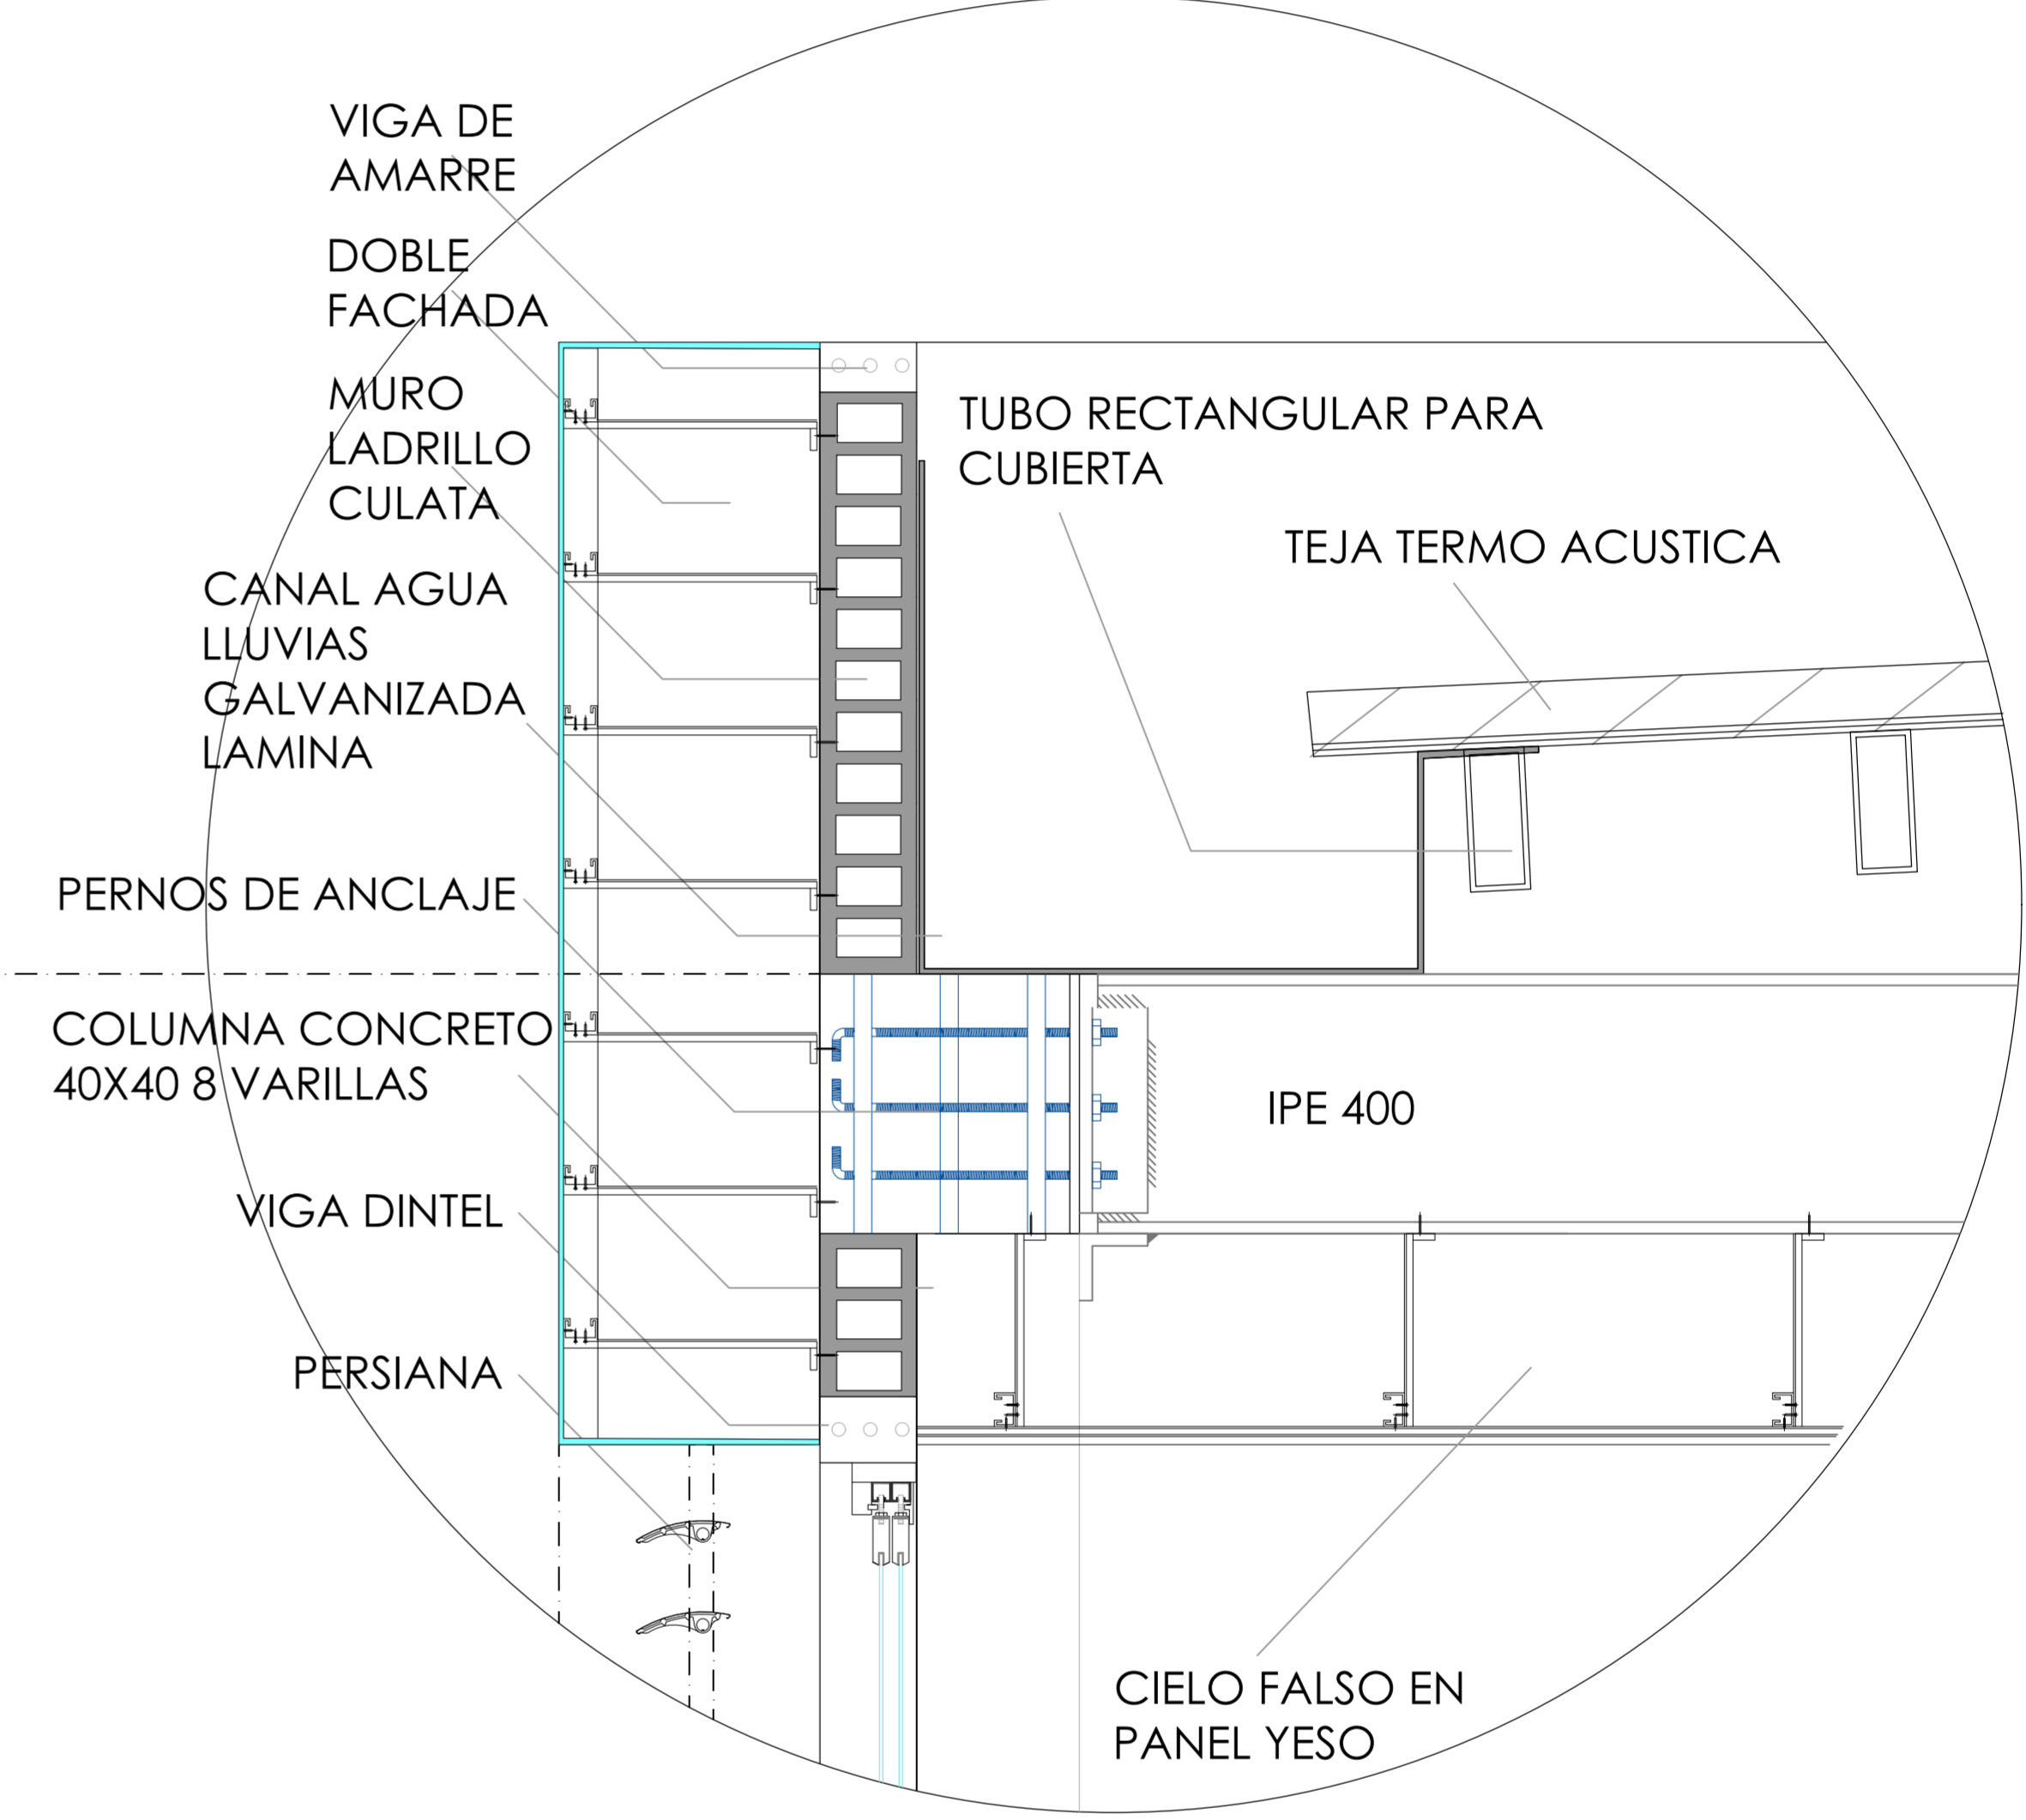 VIGA DE
AMARRE
DOBLE
FACHADA
MURO
LADRILLO
CULATA
CANAL AGUA
LLUVIAS
GALVANIZADA
LAMINA
PERNOS DE ANCLAJE
COLUMNA CONCRETO
40X40 8 VARILLAS
VIGA DINTEL
PERSIANA
TUBO RECTANGULAR PARA
CUBIERTA
TEJA TERMO ACUSTICA
IPE 400
CIELO FALSO EN
PANEL YESO